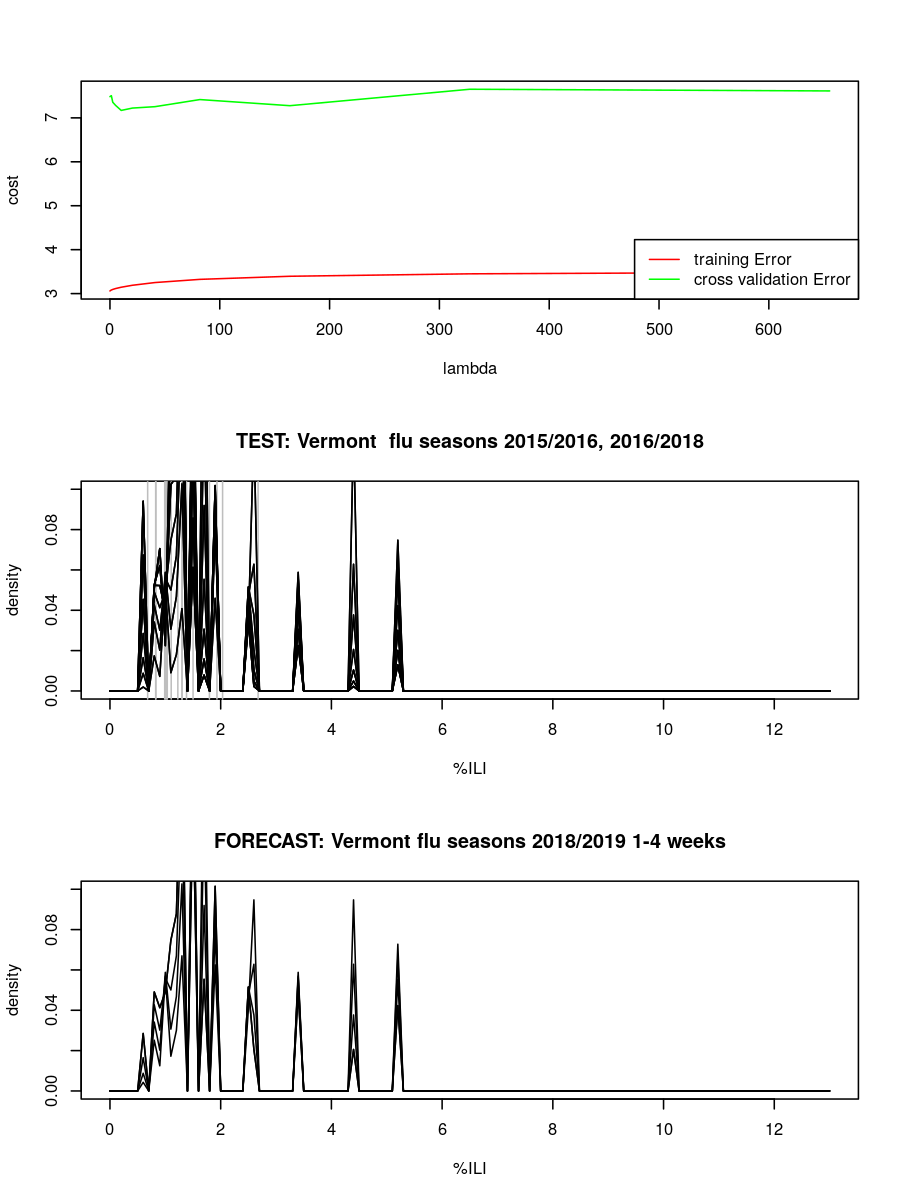 7
6
5
4
3
cost
training Error
cross validation Error
0 100 200 300 400 500 600
lambda
TEST: Vermont  flu seasons 2015/2016, 2016/2018
0.08
0.04
0.00
density
0 2 4 6 8 10 12
%ILI
FORECAST: Vermont flu seasons 2018/2019 1-4 weeks
0.08
0.04
0.00
density
0 2 4 6 8 10 12
%ILI